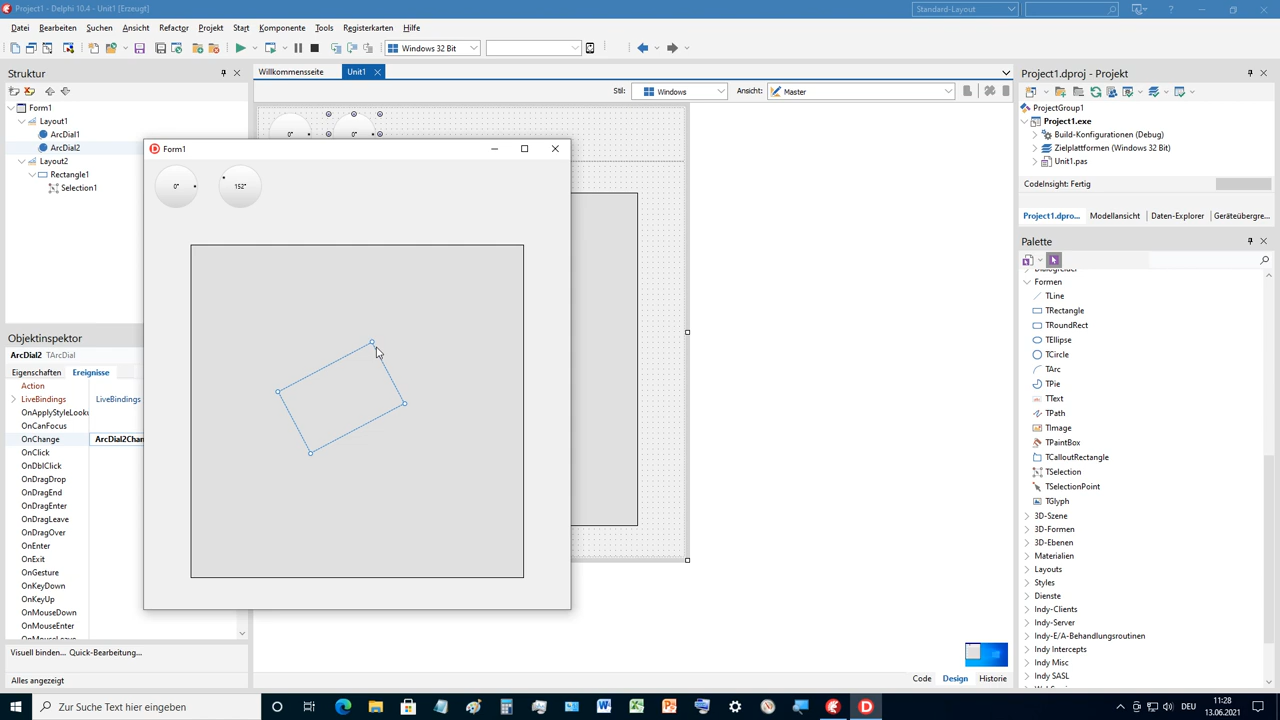 Project1 - Delphi 10.4 - Unit1 [Erzeugt]
Standard-Layout
Datei Bearbeiten Suchen Ansicht Refactor Projekt Start Komponente Tools Registerkarten Hilfe
Windows 32 Bit
Struktur
Form1
Layout1
ArcDial1
ArcDial2
Layout2
Rectangle1
Selection1
Willkommensseite Unit1
Stil: Windows Ansicht: Master
0° 0°
Form1
0° 152°
Objektinspektor
ArcDial2 TArcDial
Eigenschaften Ereignisse
Action
LiveBindings LiveBindings
OnApplyStyleLooku
OnCanFocus
OnChange ArcDial2Chan
OnClick
OnDblClick
OnDragDrop
OnDragEnd
OnDragEnter
OnDragLeave
OnDragOver
OnEnter
OnExit
OnGesture
OnKeyDown
OnKeyUp
OnMouseDown
OnMouseEnter
OnMouseLeave
Visuell binden... Quick-Bearbeitung...
Alles angezeigt
Code Design Historie
Project1.dproj - Projekt
ProjectGroup1
Project1.exe
Build-Konfigurationen (Debug)
Zielplattformen (Windows 32 Bit)
Unit1.pas
CodeInsight: Fertig
Project1.dpro... Modellansicht Daten-Explorer Geräteübergre...
Palette
Dialogfelder
Formen
TLine
TRectangle
TRoundRect
TEllipse
TCircle
TArc
TPie
TText
TPath
TImage
TPaintBox
TCalloutRectangle
TSelection
TSelectionPoint
TGlyph
3D-Szene
3D-Formen
3D-Ebenen
Materialien
Layouts
Styles
Dienste
Indy-Clients
Indy-Server
Indy-E/A-Behandlungsroutinen
Indy Intercepts
Indy Misc
Indy SASL
Zur Suche Text hier eingeben
DEU
11:28
13.06.2021